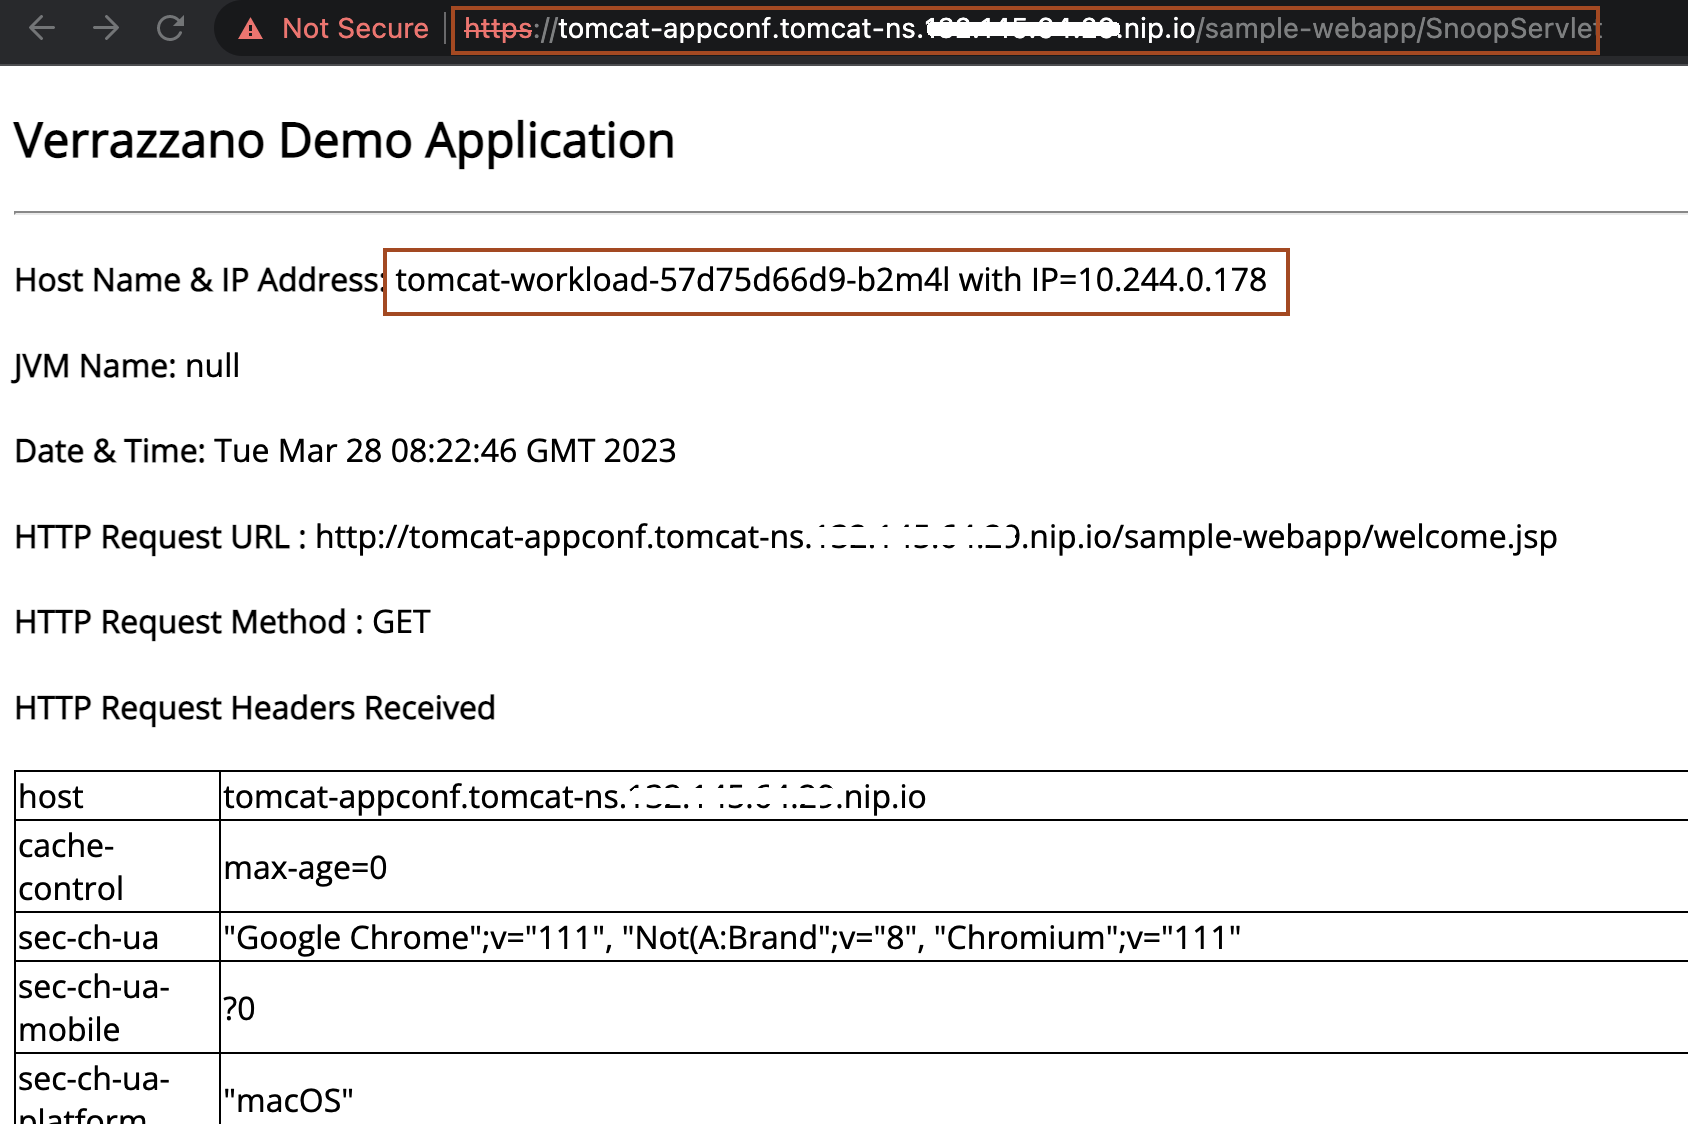 Not Secure https://tomcat-appconf.tomcat-ns. .nip.io/sample-webapp/SnoopServlet
Verrazzano Demo Application
Host Name & IP Address: tomcat-workload-57d75d66d9-b2m4l with IP=10.244.0.178
JVM Name: null
Date & Time: Tue Mar 28 08:22:46 GMT 2023
HTTP Request URL : http://tomcat-appconf.tomcat-ns. .nip.io/sample-webapp/welcome.jsp
HTTP Request Method : GET
HTTP Request Headers Received
host tomcat-appconf.tomcat-ns. .nip.io
cache-
control
max-age=0
sec-ch-ua "Google Chrome";v="111", "Not(A:Brand";v="8", "Chromium";v="111"
sec-ch-ua-
mobile
?0
sec-ch-ua-
platform
"macOS"